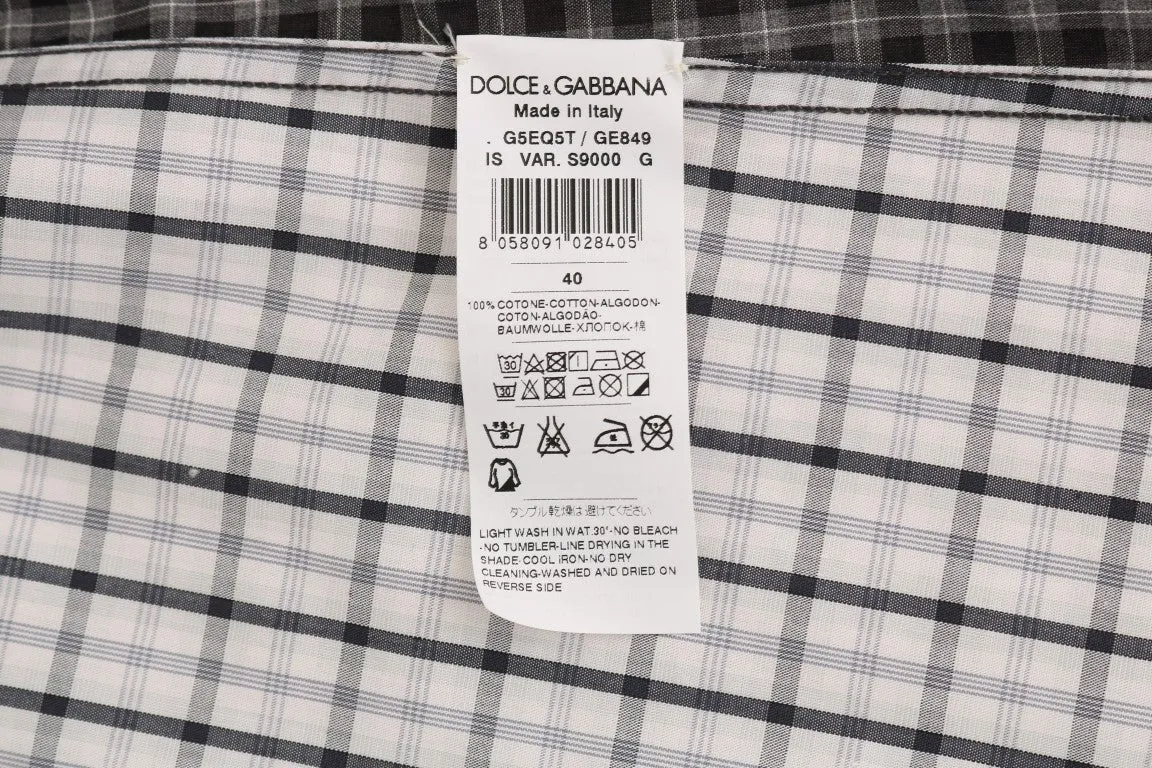 DOLCE & GABBANA
Made in Italy
. G5EQ5T / GE849
IS VAR. S9000 G
8 058091 028405
40
100% COTONE-COTTON-ALGODON-
COTON-ALGODÃO-
BAUMWOLLE-ХЛОПОК-棉
30
30
30
タンブル乾燥は避けてください
LIGHT WASH IN WAT.30°-NO BLEACH
-NO TUMBLER-LINE DRYING IN THE
SHADE-COOL IRON-NO DRY
CLEANING-WASHED AND DRIED ON
REVERSE SIDE